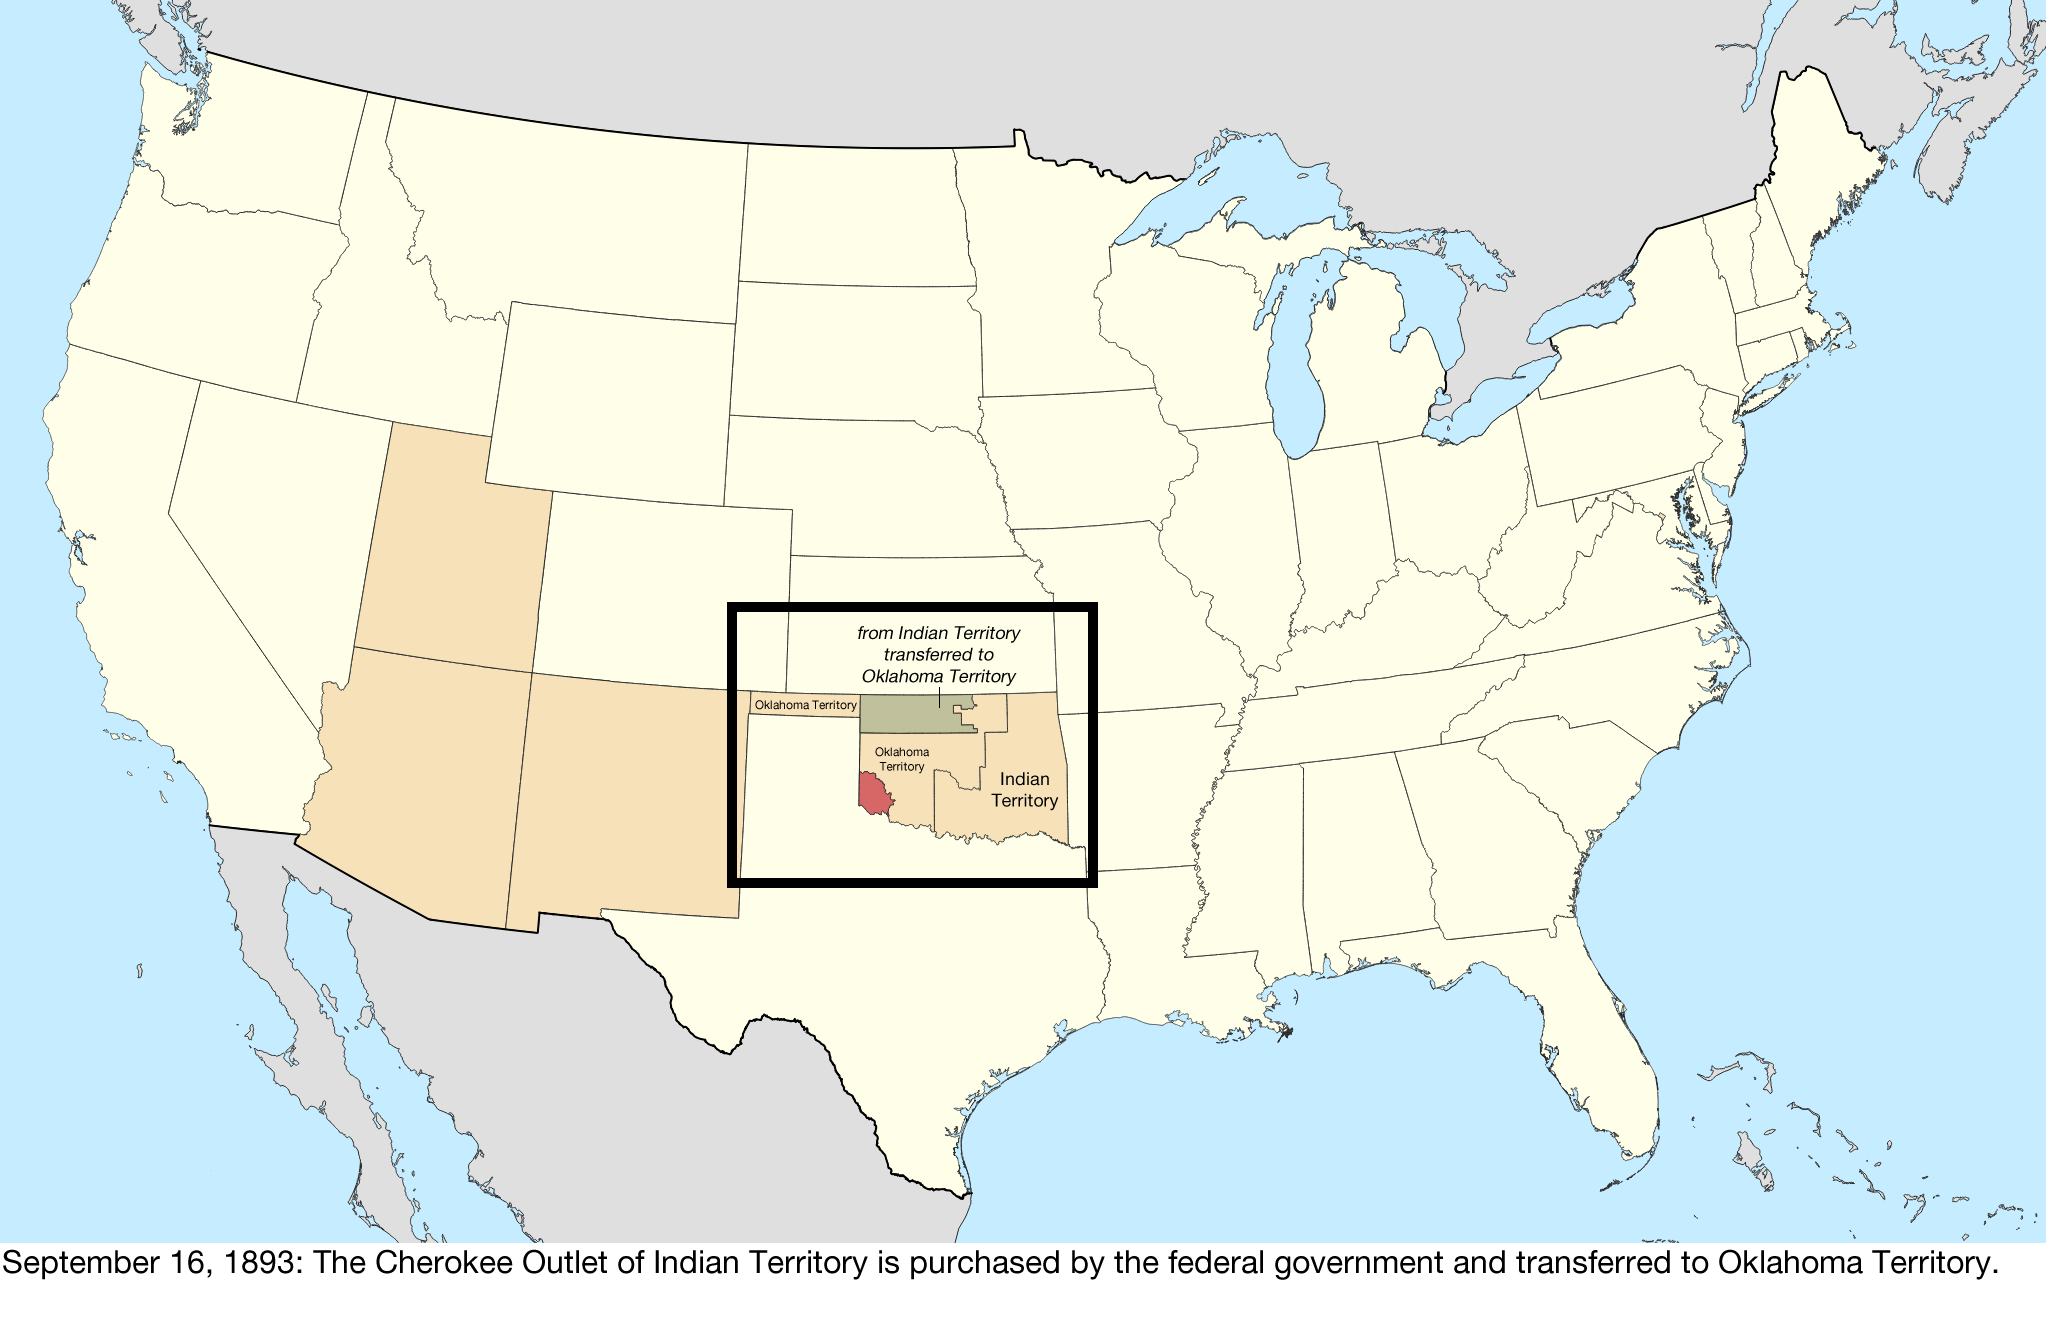 from Indian Territory
transferred to
Oklahoma Territory
Oklahoma Territory
Oklahoma
Territory
Indian
Territory
September 16, 1893: The Cherokee Outlet of Indian Territory is purchased by the federal government and transferred to Oklahoma Territory.